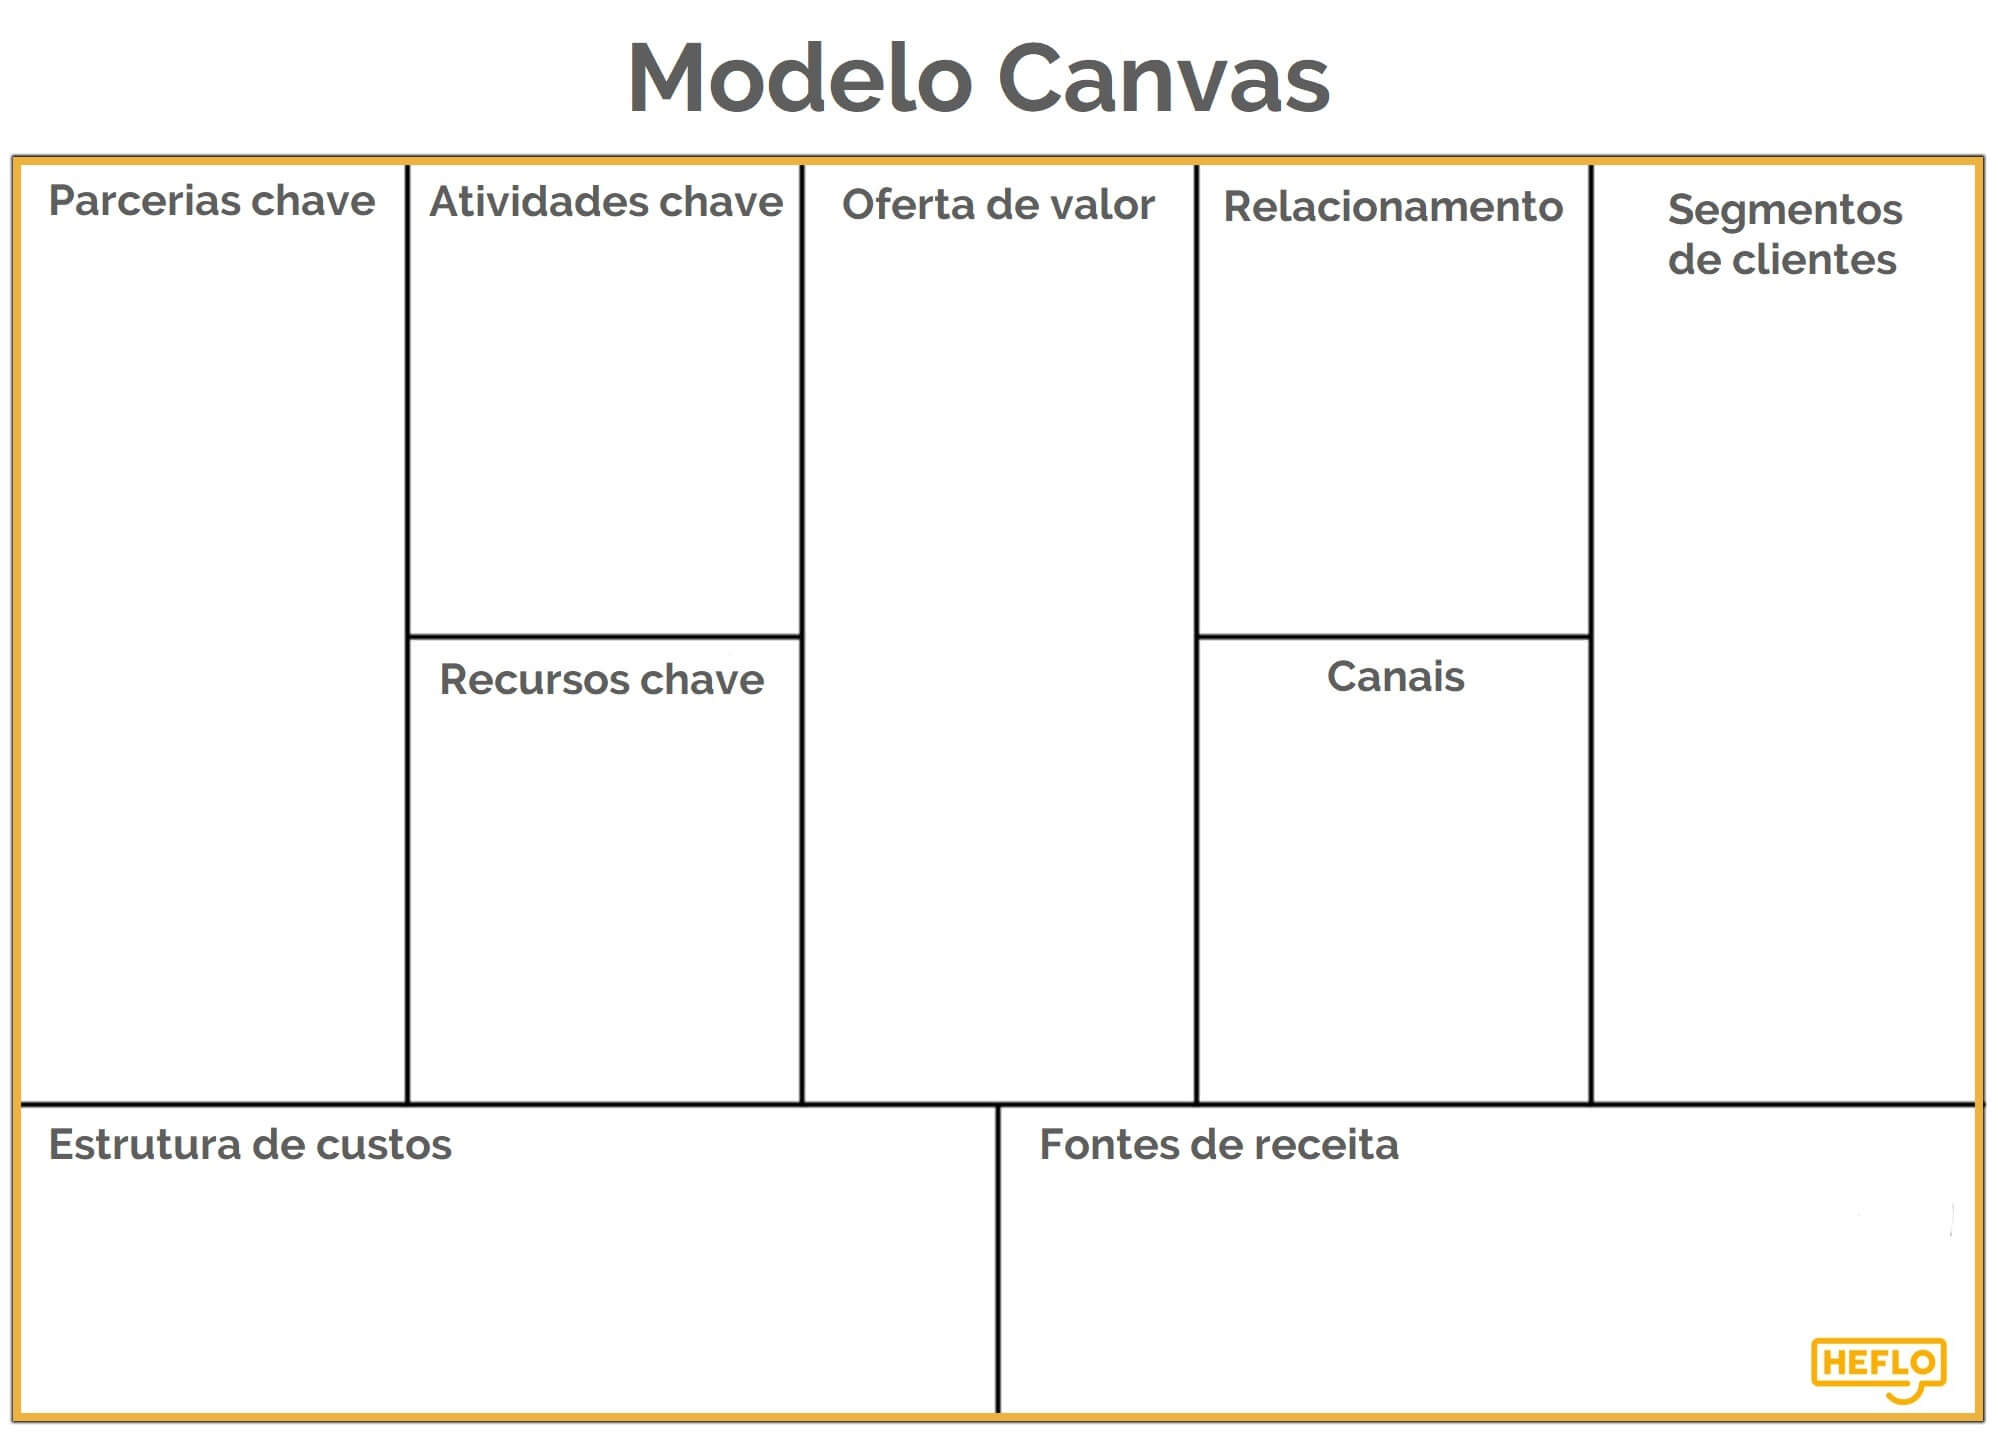 Modelo Canvas
Parcerias chave
Atividades chave
Oferta de valor
Relacionamento
Segmentos
de clientes
Recursos chave
Canais
Estrutura de custos
Fontes de receita
HEFLO